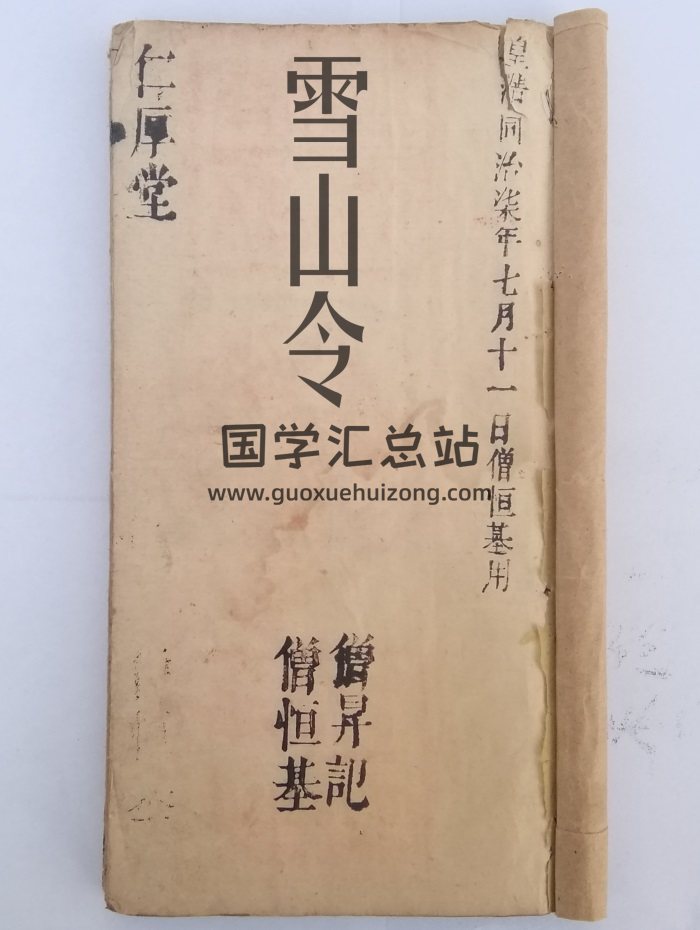 皇清同治柒年七月十一日僧恒基用
雪山令
国学汇总站
www.guoxuehuizong.com
僧昇記
僧恒基
仁厚堂